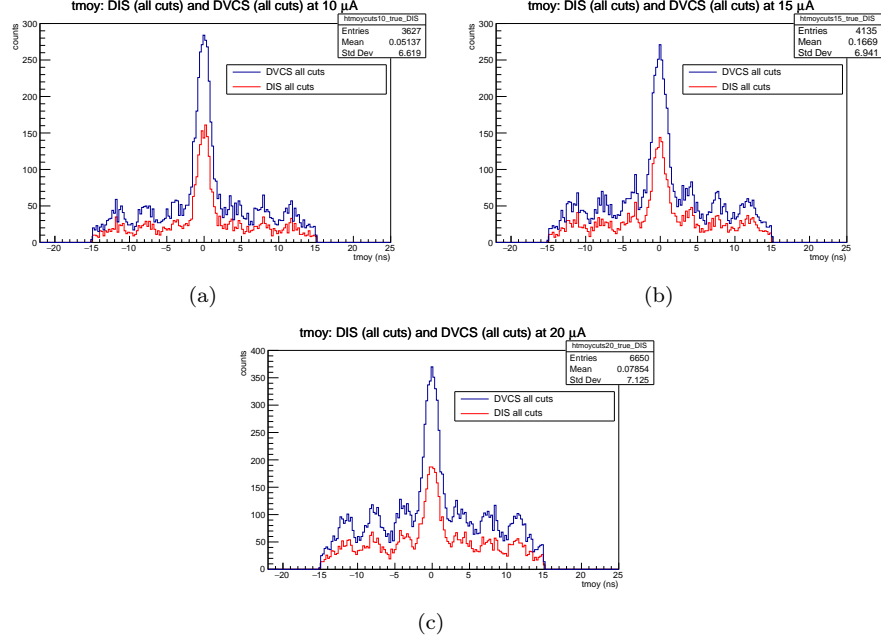 tmoy: DIS (all cuts) and DVCS (all cuts) at 10 μA
htmoycuts10_true_DIS
Entries 3627
Mean 0.05137
Std Dev 6.619
counts
300
250
200
150
100
50
0
DVCS all cuts
DIS all cuts
−20 −15 −10 −5 0 5 10 15 20 25
tmoy (ns)
(a)
tmoy: DIS (all cuts) and DVCS (all cuts) at 15 μA
htmoycuts15_true_DIS
Entries 4135
Mean 0.1669
Std Dev 6.941
counts
300
250
200
150
100
50
0
DVCS all cuts
DIS all cuts
−20 −15 −10 −5 0 5 10 15 20 25
tmoy (ns)
(b)
tmoy: DIS (all cuts) and DVCS (all cuts) at 20 μA
htmoycuts20_true_DIS
Entries 6650
Mean 0.07854
Std Dev 7.125
counts
400
350
300
250
200
150
100
50
0
DVCS all cuts
DIS all cuts
−20 −15 −10 −5 0 5 10 15 20 25
tmoy (ns)
(c)